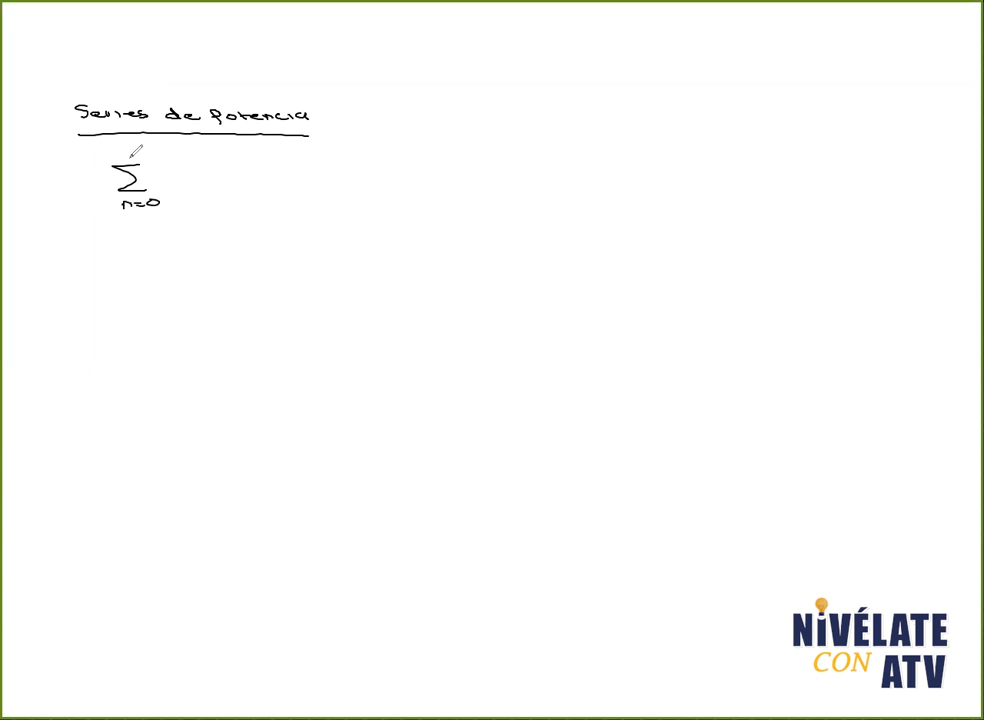 Series de Potencia
∑
n=0
NIVÉLATE
CON
ATV